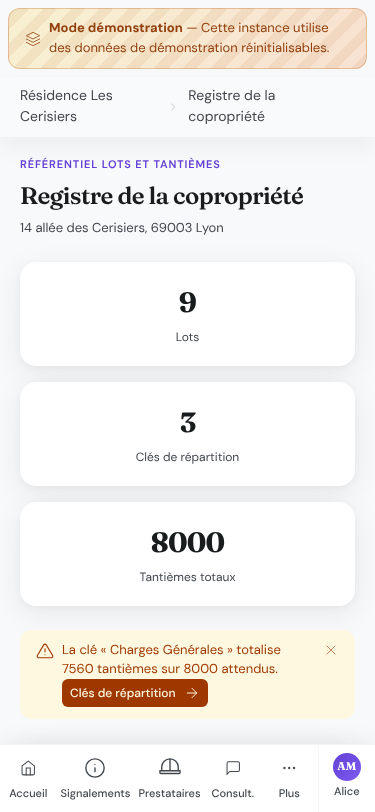 Mode démonstration — Cette instance utilise
des données de démonstration réinitialisables.
Résidence Les
Cerisiers
Registre de la
copropriété
RÉFÉRENTIEL LOTS ET TANTIÈMES
Registre de la copropriété
14 allée des Cerisiers, 69003 Lyon
9
Lots
3
Clés de répartition
8000
Tantièmes totaux
La clé « Charges Générales » totalise
7560 tantièmes sur 8000 attendus.
Clés de répartition
Accueil
Signalements
Prestataires
Consult.
Plus
AM
Alice